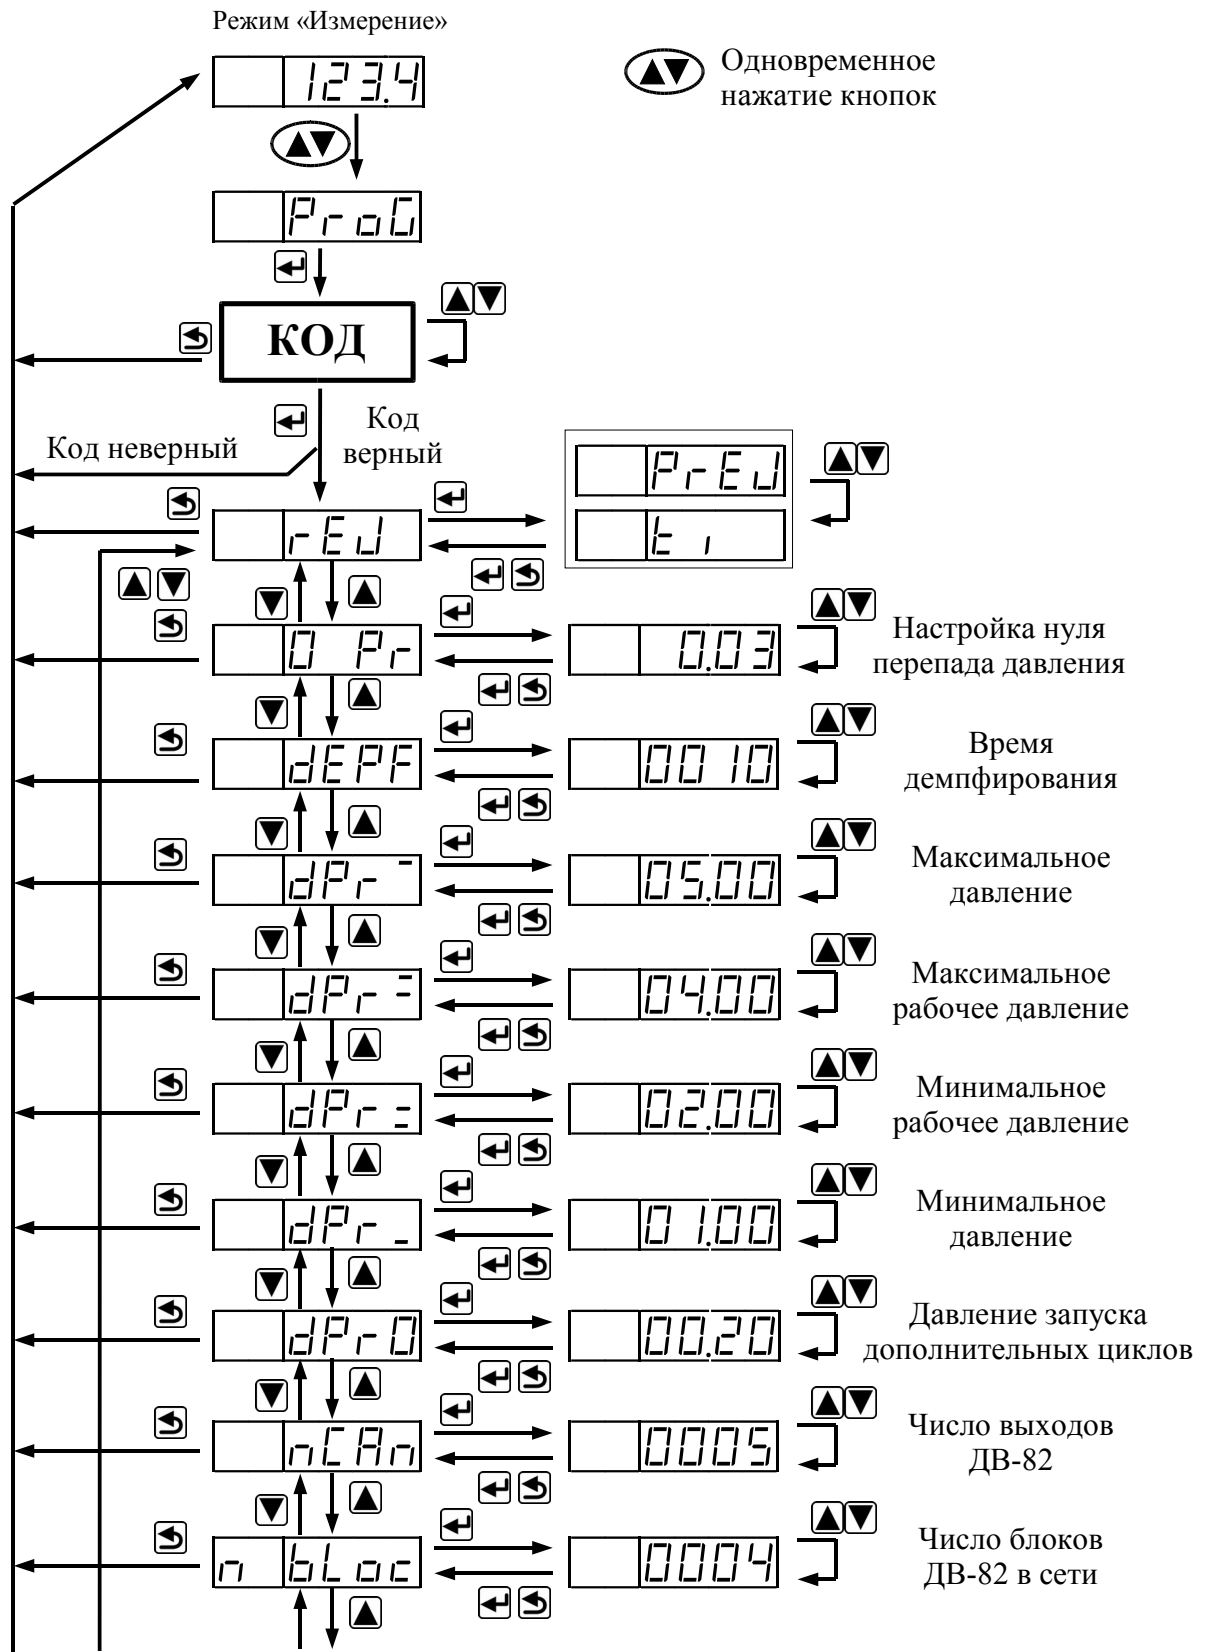 Режим «Измерение»
123.4
Одновременное
нажатие кнопок
ProG
КОД
Код неверный
Код
верный
PrEJ
ti
rEJ
0 Pr
0.03
Настройка нуля
перепада давления
dEPF
0010
Время
демпфирования
dPr ¯
05.00
Максимальное
давление
dPr
04.00
Максимальное
рабочее давление
dPr =
02.00
Минимальное
рабочее давление
dPr _
01.00
Минимальное
давление
dPr0
00.20
Давление запуска
дополнительных циклов
nCAn
0005
Число выходов
ДВ-82
n bLoc
0004
Число блоков
ДВ-82 в сети